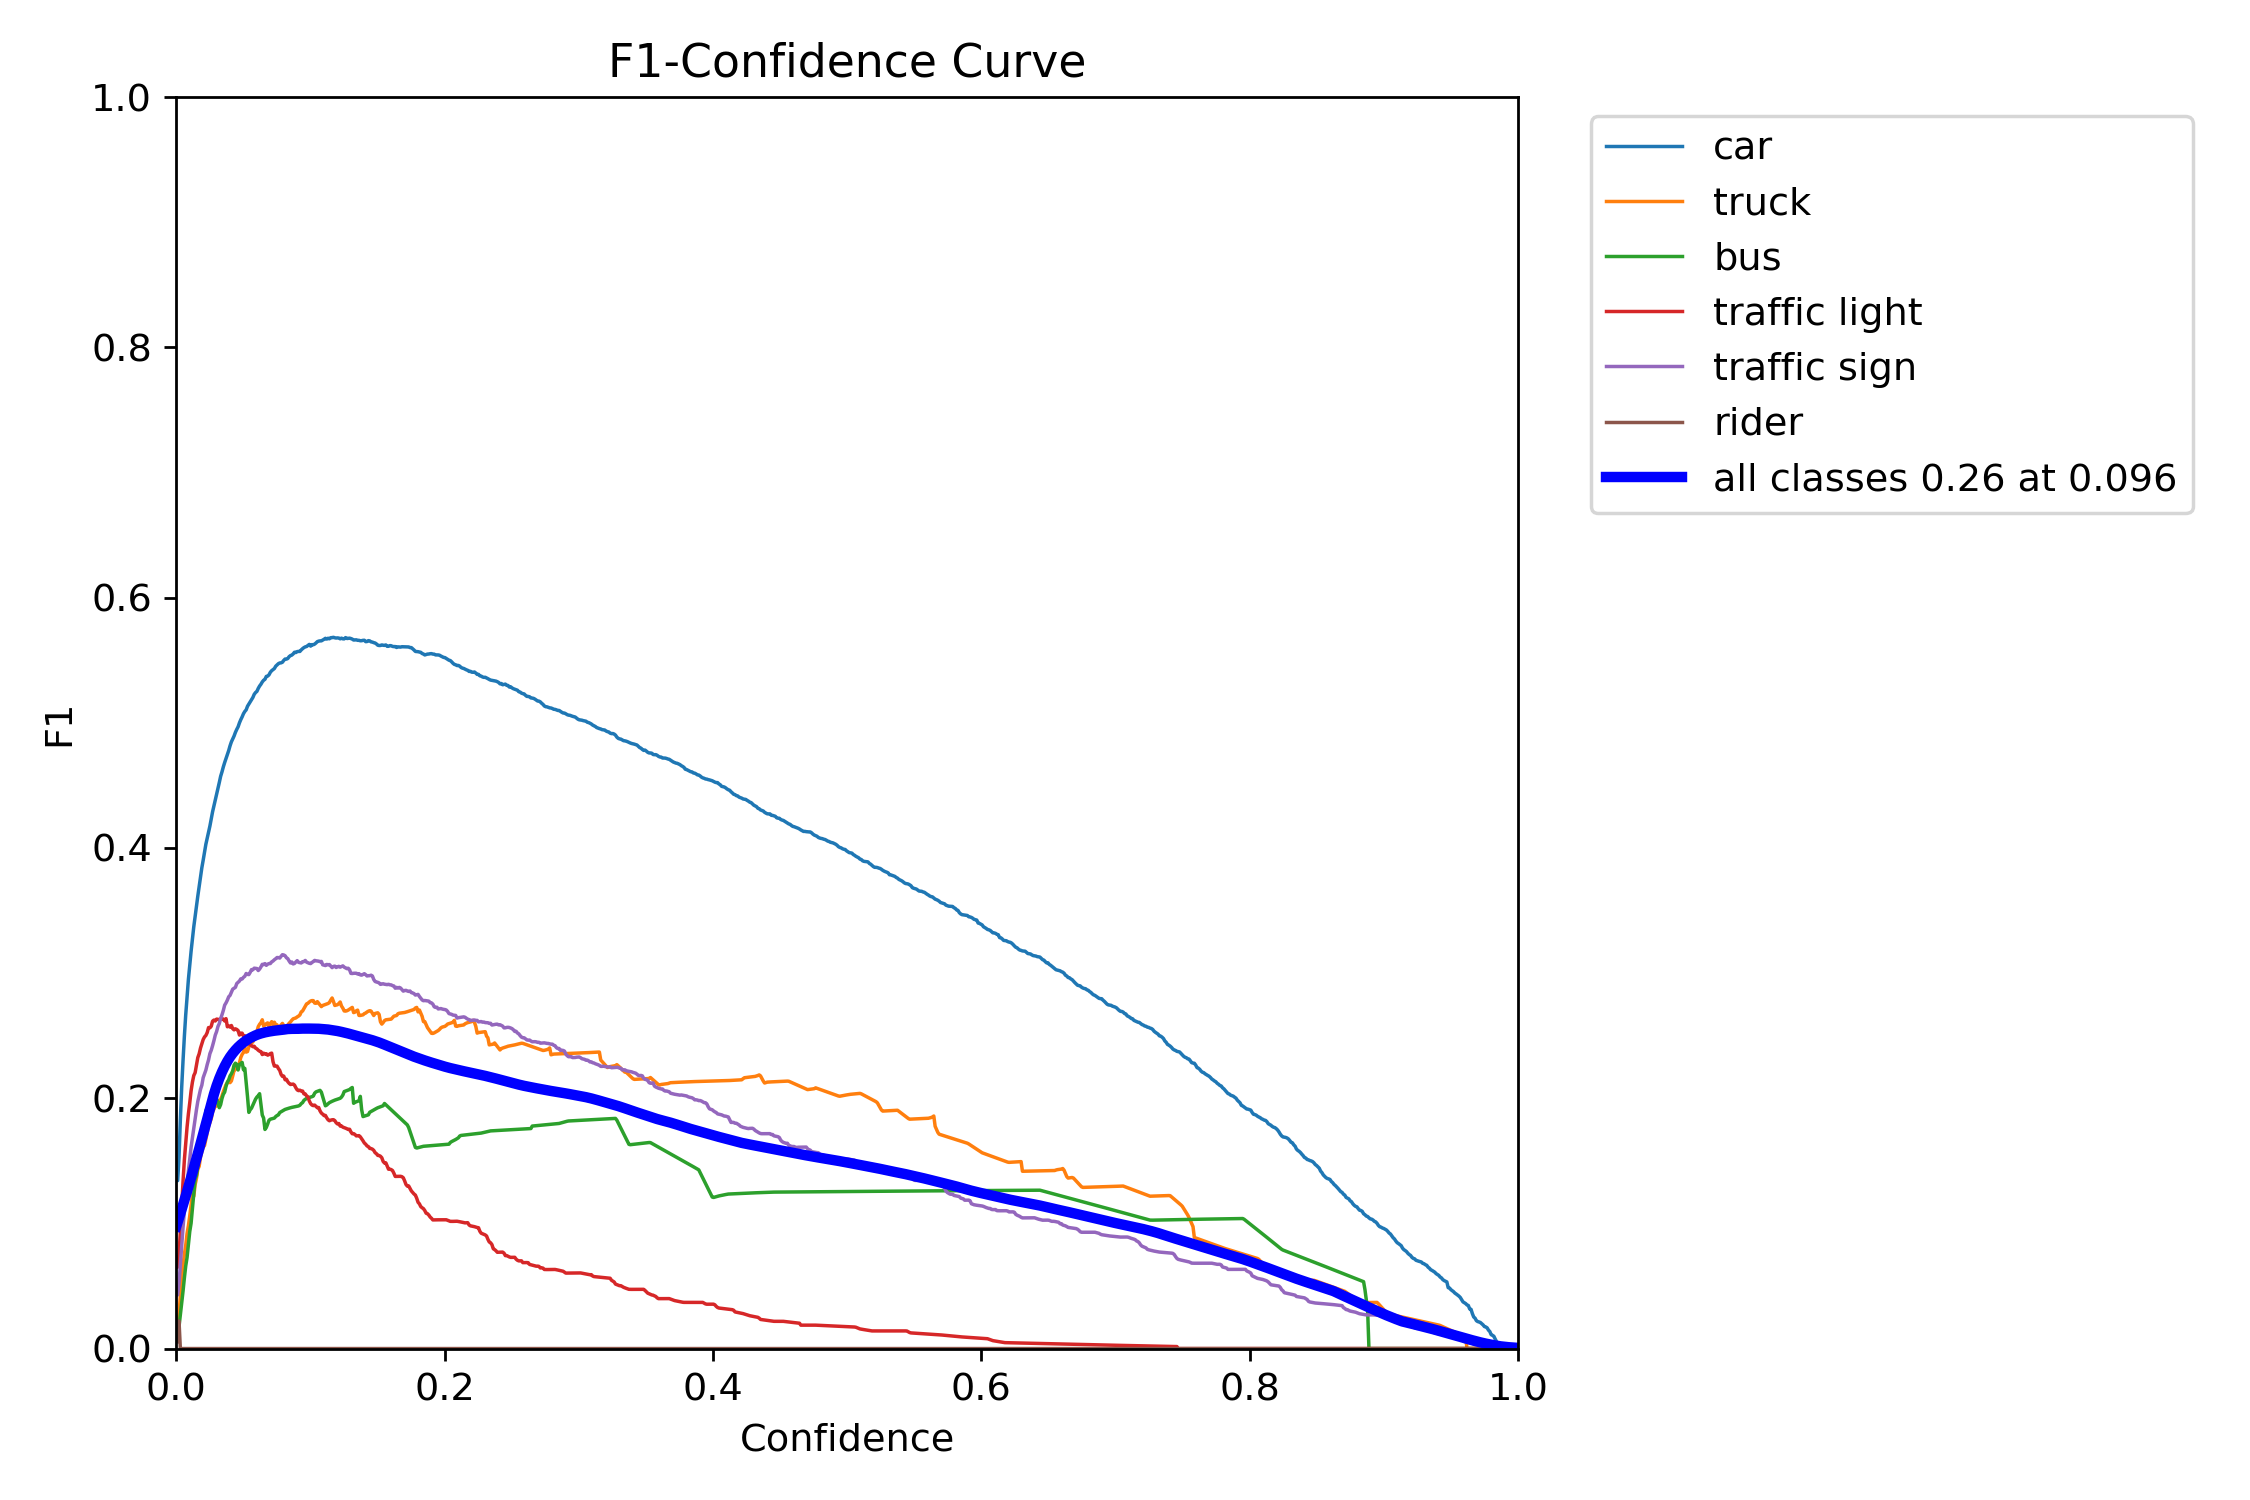 F1-Confidence Curve
1.0
0.8
0.6
0.4
0.2
0.0
F1
0.0 0.2 0.4 0.6 0.8 1.0
Confidence
car
truck
bus
traffic light
traffic sign
rider
all classes 0.26 at 0.096